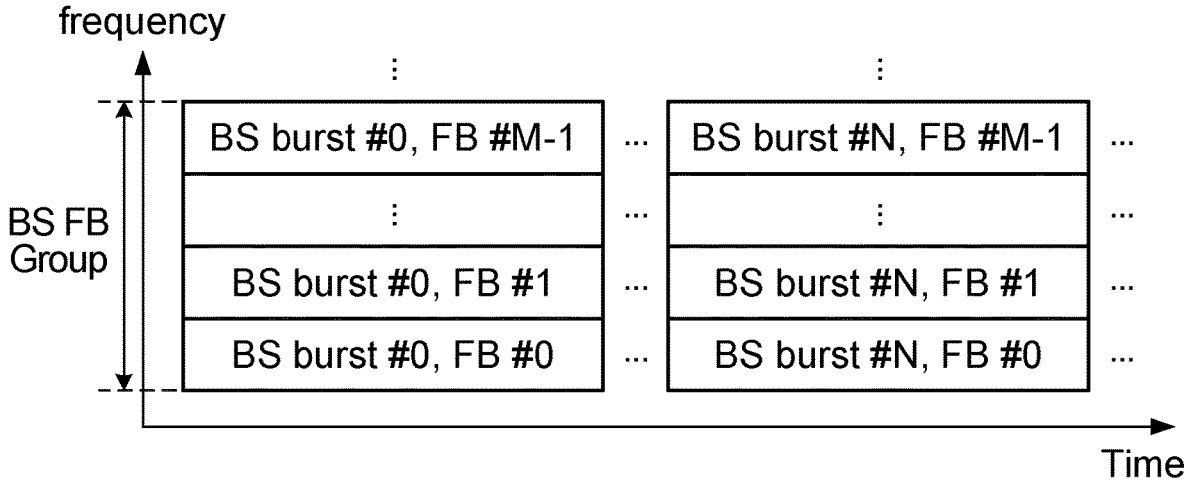 frequency
⋮ ⋮
BS burst #0, FB #M-1 ... BS burst #N, FB #M-1 ...
⋮ ... ⋮ ...
BS FB
Group
BS burst #0, FB #1 ... BS burst #N, FB #1 ...
BS burst #0, FB #0 ... BS burst #N, FB #0 ...
Time